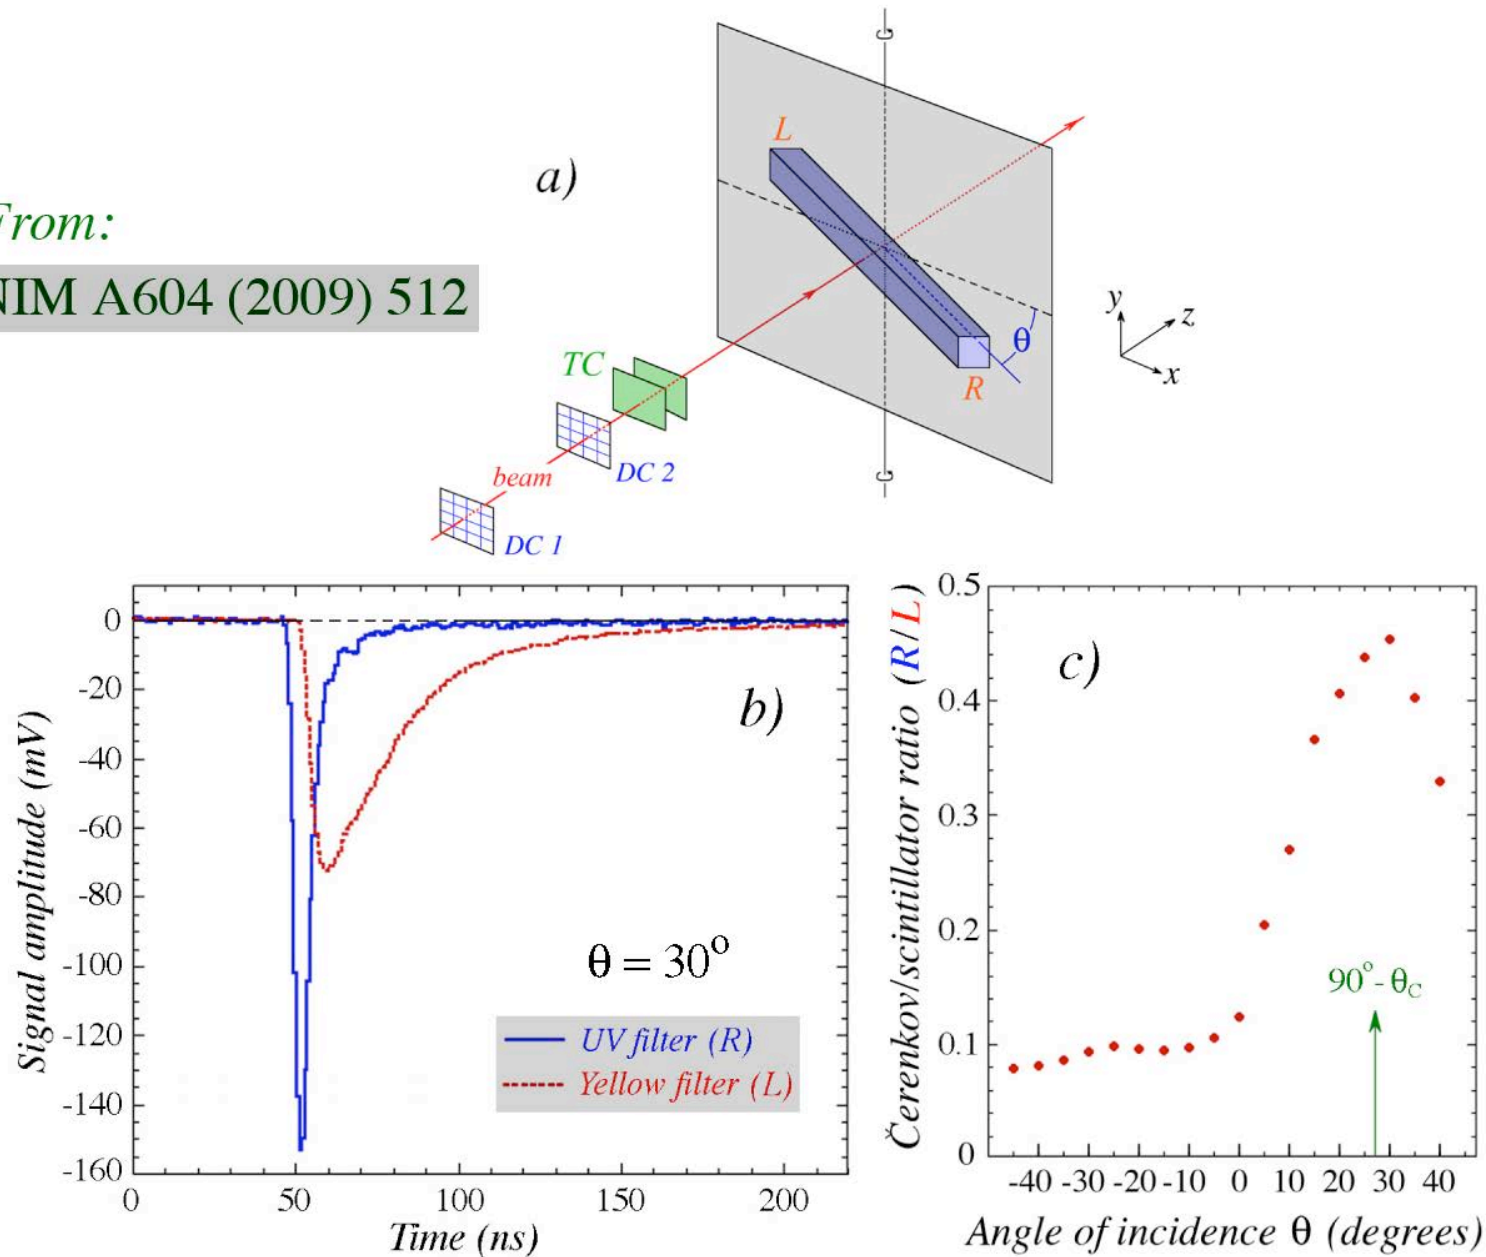 a)
L
From:
NIM A604 (2009) 512
θ
R
y
z
x
TC
DC 2
beam
DC 1
Signal amplitude (mV)
0
-20
-40
-60
-80
-100
-120
-140
-160
b)
θ = 30°
UV filter (R)
Yellow filter (L)
0 50 100 150 200
Time (ns)
Čerenkov/scintillator ratio (R/L)
0.5
0.4
0.3
0.2
0.1
0
c)
90° - θC
-40 -30 -20 -10 0 10 20 30 40
Angle of incidence θ (degrees)